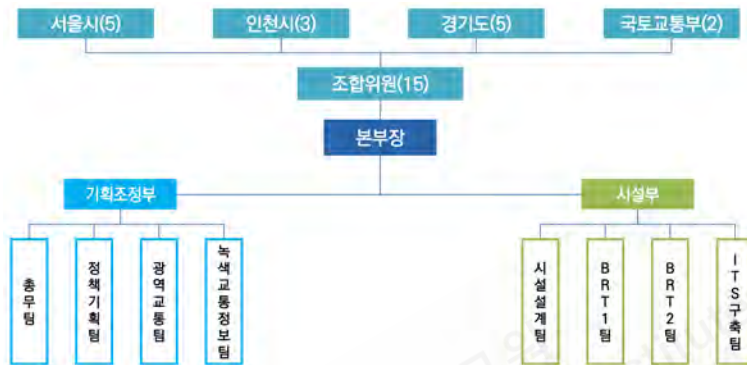 서울시(5)
인천시(3)
경기도(5)
국토교통부(2)
조합위원(15)
본부장
기획조정부
시설부
총무팀
정책기획팀
광역교통팀
녹색교통정보팀
시설설계팀
BRT1팀
BRT2팀
ITS구축팀